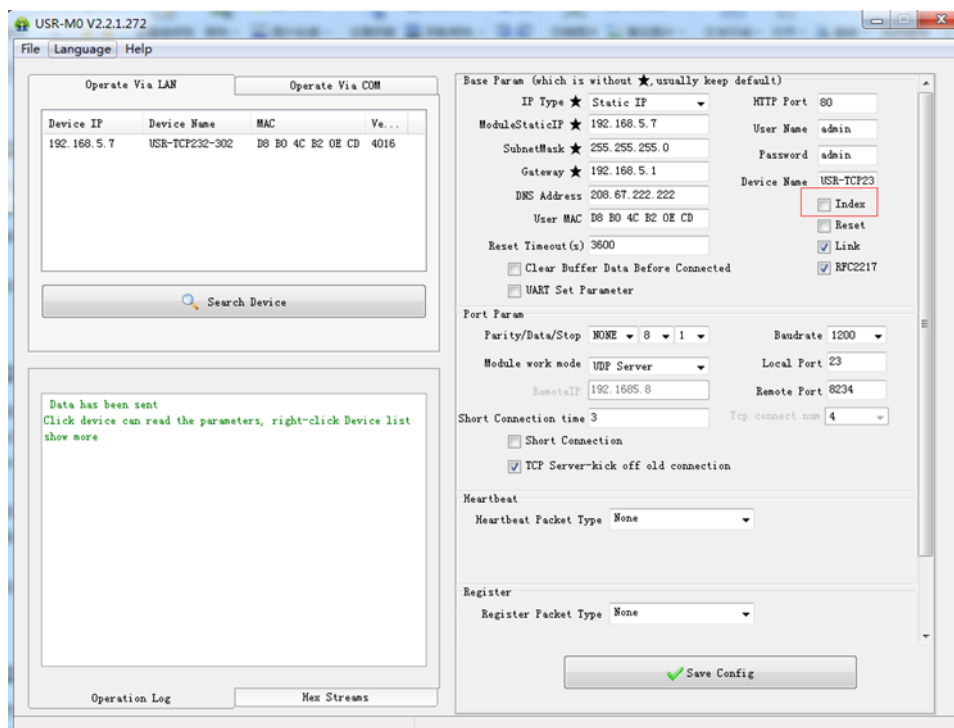 USR-M0 V2.2.1.272
File Language Help
Operate Via LAN Operate Via COM
Device IP Device Name MAC Ve...
192.168.5.7 USR-TCP232-302 D8 B0 4C B2 0E CD 4016
Search Device
Data has been sent
Click device can read the parameters, right-click Device list
show more
Operation Log Hex Streams
Base Param (which is without ★,usually keep default)
IP Type ★ Static IP HTTP Port 80
ModuleStaticIP ★ 192.168.5.7 User Name admin
SubnetMask ★ 255.255.255.0 Password admin
Gateway ★ 192.168.5.1 Device Name USR-TCP23
DNS Address 208.67.222.222 Index
User MAC D8 B0 4C B2 0E CD Reset
Reset Timeout(s) 3600 Link
Clear Buffer Data Before Connected RFC2217
UART Set Parameter
Port Param
Parity/Data/Stop NONE 8 1 Baudrate 1200
Module work mode UDP Server Local Port 23
RemoteIP 192.1685.8 Remote Port 8234
Short Connection time 3 Tcp connect num 4
Short Connection
TCP Server-kick off old connection
Heartbeat
Heartbeat Packet Type None
Register
Register Packet Type None
Save Config